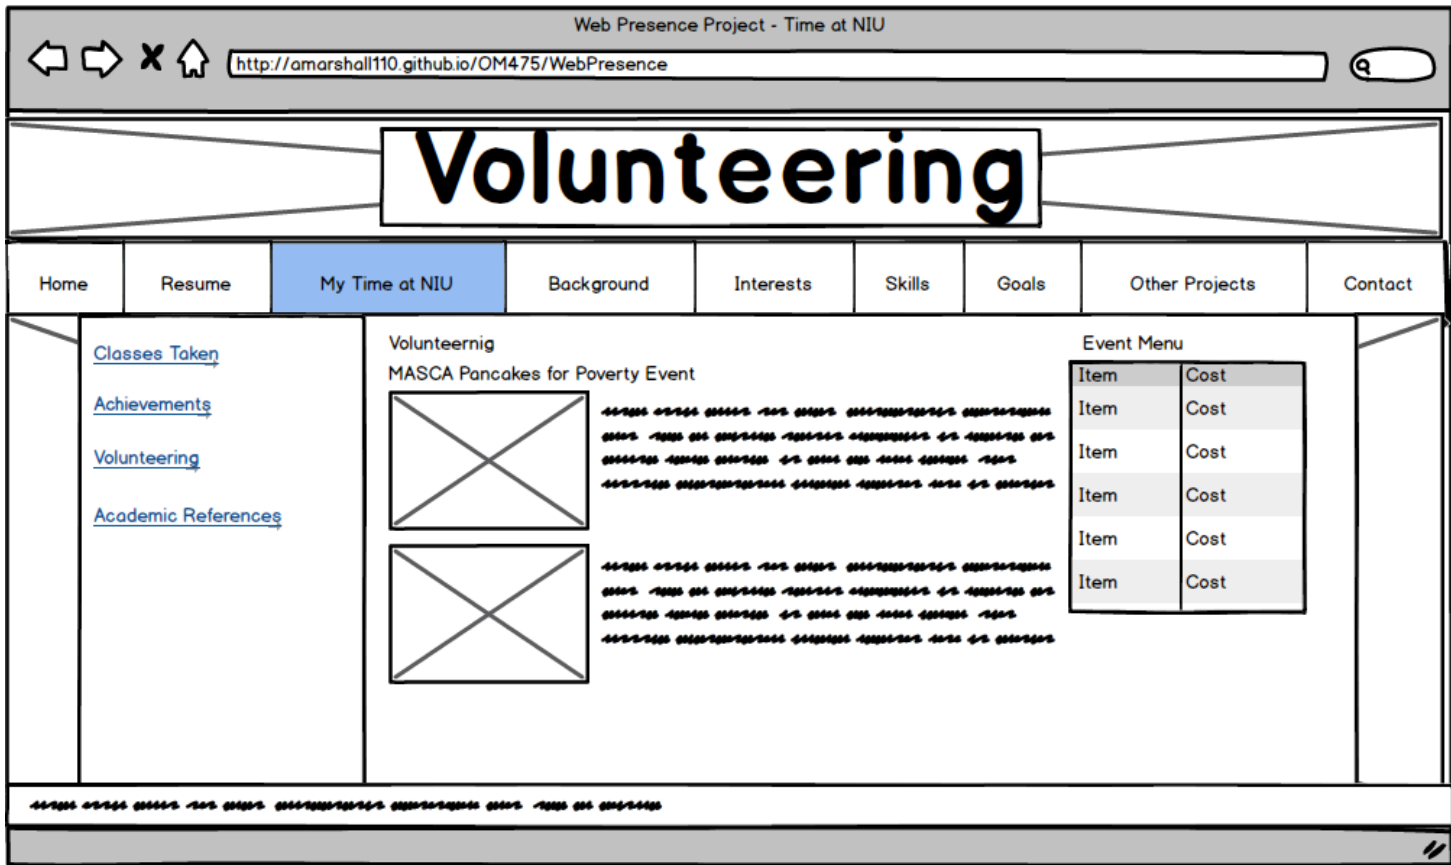 Web Presence Project - Time at NIU
http://amarshall110.github.io/OM475/WebPresence
Volunteering
Home Resume My Time at NIU Background Interests Skills Goals Other Projects Contact
Classes Taken
Achievements
Volunteering
Academic References
Volunteernig
MASCA Pancakes for Poverty Event
Event Menu
Item Cost
Item Cost
Item Cost
Item Cost
Item Cost
Item Cost